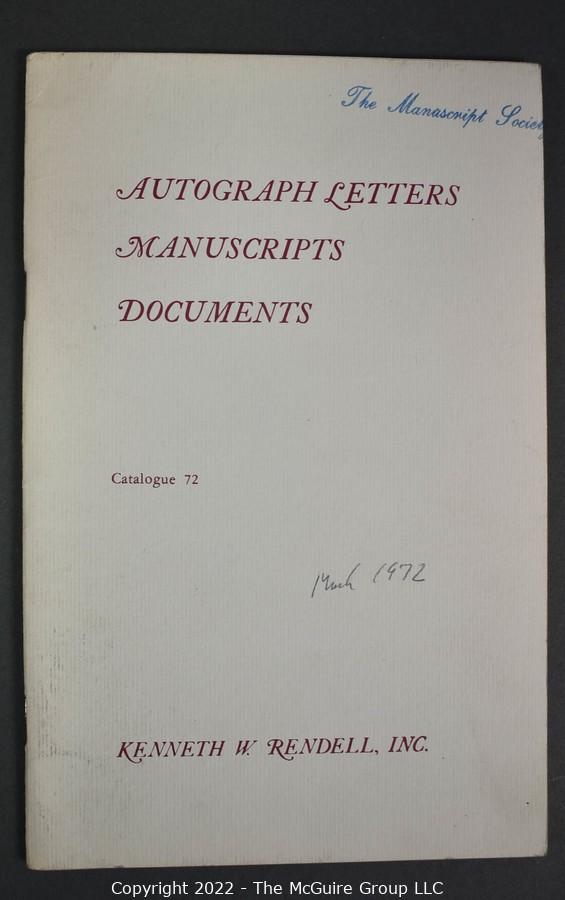 The Manuscript Society
AUTOGRAPH LETTERS
MANUSCRIPTS
DOCUMENTS
Catalogue 72
March 1972
KENNETH W. RENDELL, INC.
Copyright 2022 - The McGuire Group LLC